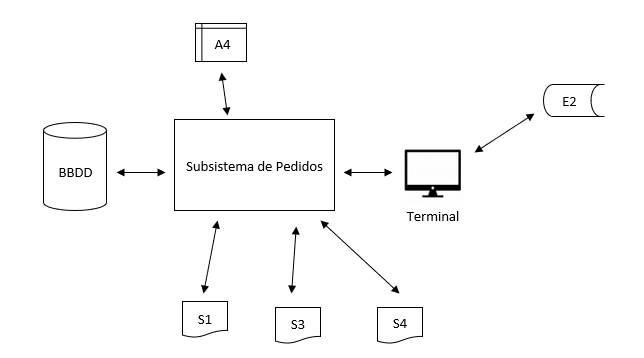 A4
E2
BBDD
Subsistema de Pedidos
Terminal
S1
S3
S4